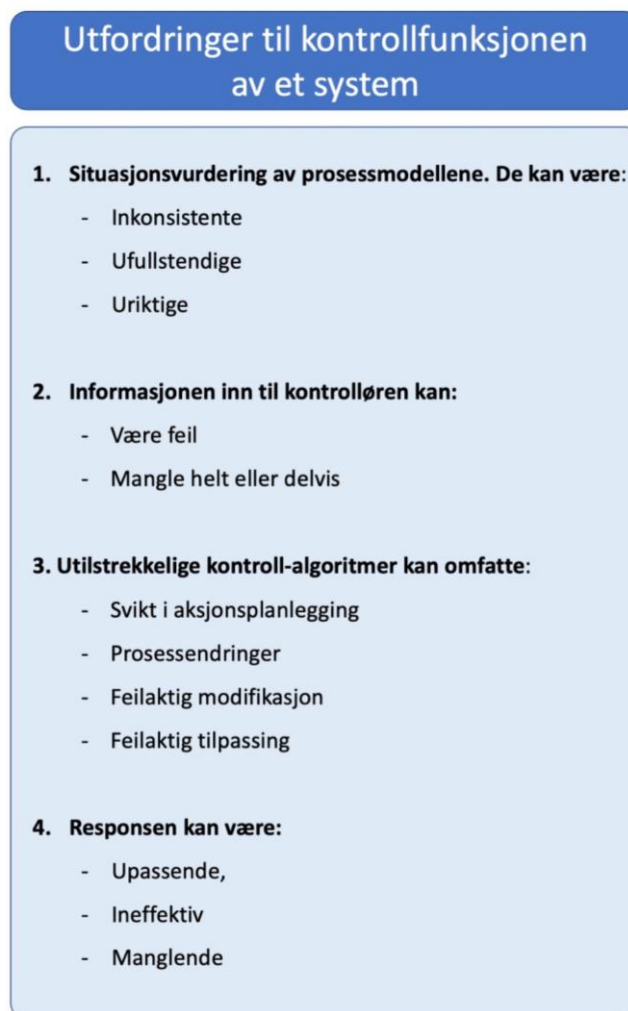 Utfordringer til kontrollfunksjonen
av et system
1. Situasjonsvurdering av prosessmodellene. De kan være:
- Inkonsistente
- Ufullstendige
- Uriktige
2. Informasjonen inn til kontrolløren kan:
- Være feil
- Mangle helt eller delvis
3. Utilstrekkelige kontroll-algoritmer kan omfatte:
- Svikt i aksjonsplanlegging
- Prosessendringer
- Feilaktig modifikasjon
- Feilaktig tilpassing
4. Responsen kan være:
- Upassende,
- Ineffektiv
- Manglende